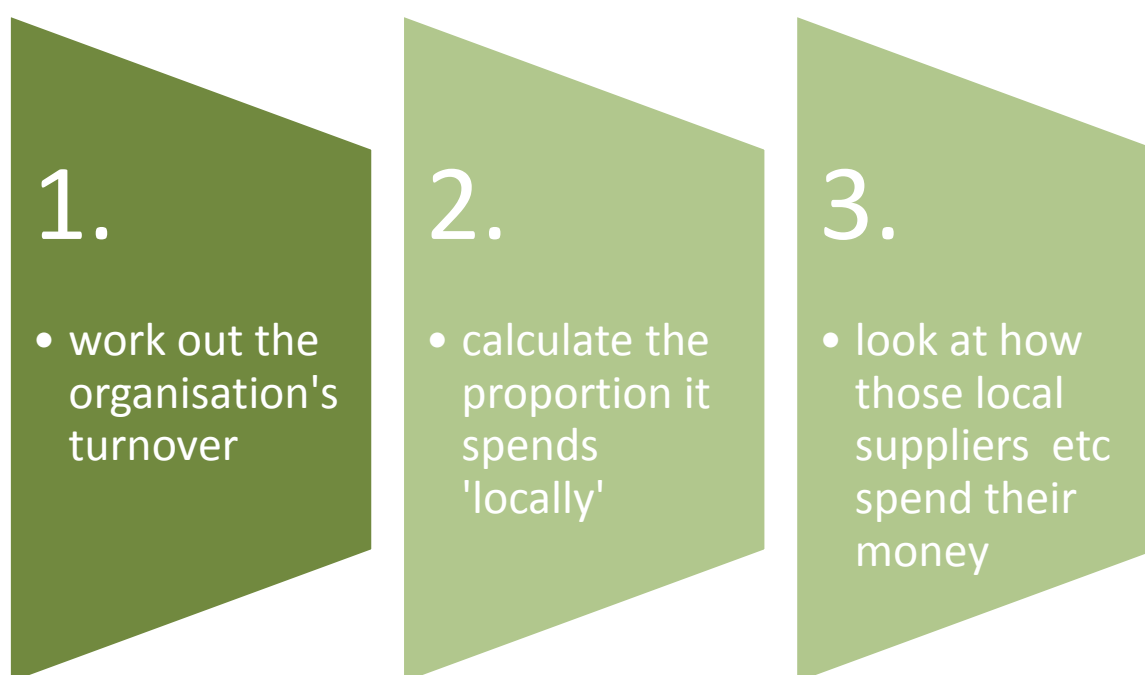 1.
• work out the
organisation's
turnover
2.
• calculate the
proportion it
spends
'locally'
3.
• look at how
those local
suppliers  etc
spend their
money